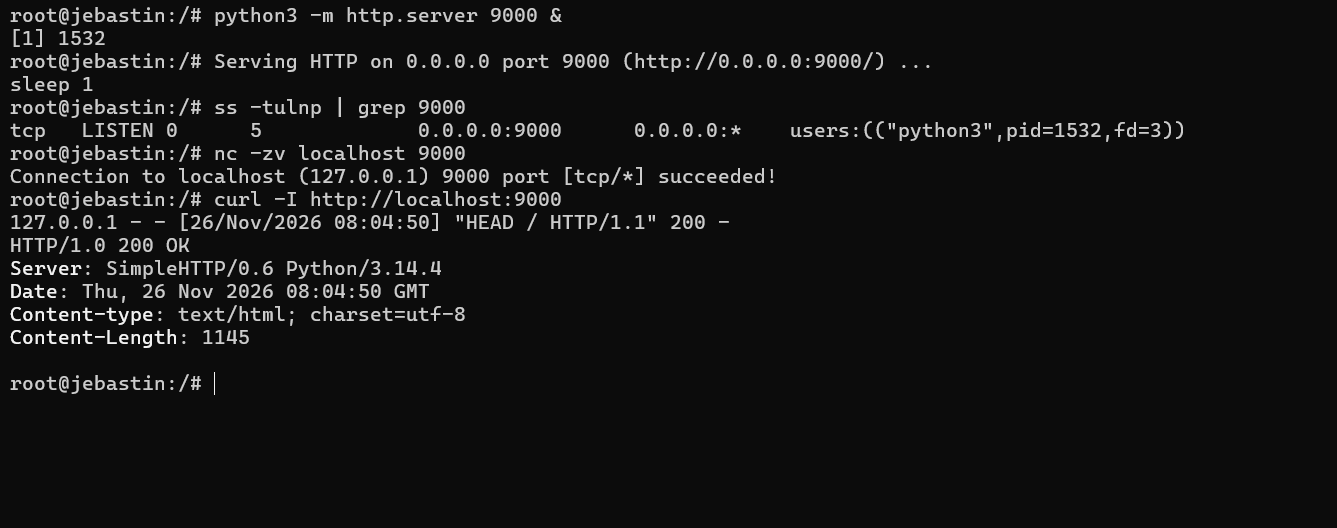 root@jebastin:/# python3 -m http.server 9000 &
[1] 1532
root@jebastin:/# Serving HTTP on 0.0.0.0 port 9000 (http://0.0.0.0:9000/) ...
sleep 1
root@jebastin:/# ss -tulnp | grep 9000
tcp   LISTEN 0      5             0.0.0.0:9000      0.0.0.0:*    users:(("python3",pid=1532,fd=3))
root@jebastin:/# nc -zv localhost 9000
Connection to localhost (127.0.0.1) 9000 port [tcp/*] succeeded!
root@jebastin:/# curl -I http://localhost:9000
127.0.0.1 - - [26/Nov/2026 08:04:50] "HEAD / HTTP/1.1" 200 -
HTTP/1.0 200 OK
Server: SimpleHTTP/0.6 Python/3.14.4
Date: Thu, 26 Nov 2026 08:04:50 GMT
Content-type: text/html; charset=utf-8
Content-Length: 1145
root@jebastin:/#